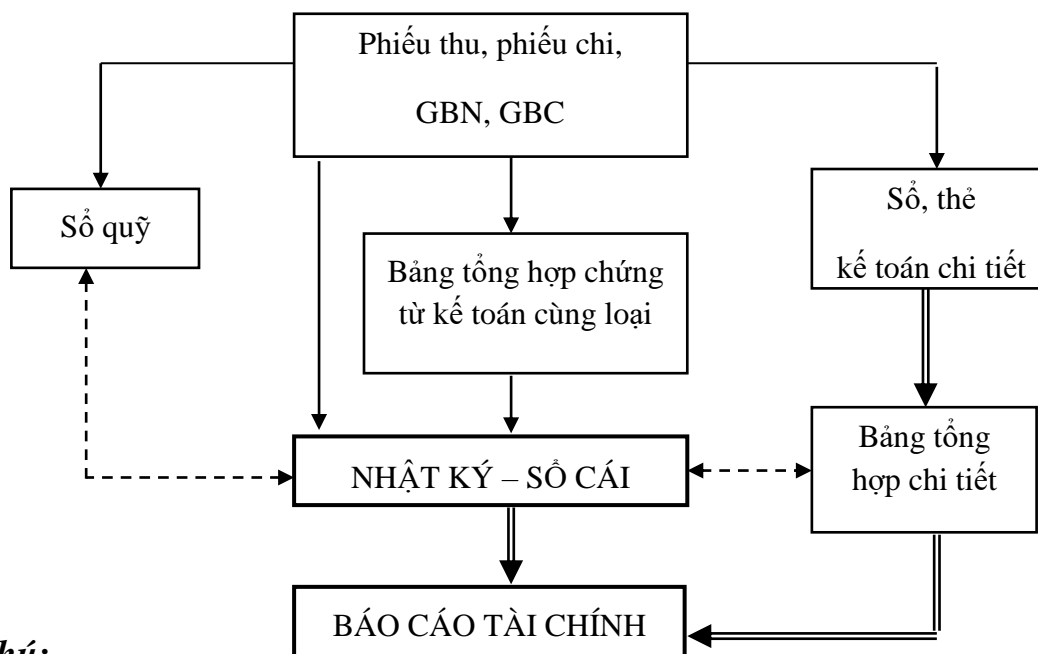 Phiếu thu, phiếu chi,
GBN, GBC
Sổ quỹ
Bảng tổng hợp chứng
từ kế toán cùng loại
Sổ, thẻ
kế toán chi tiết
NHẬT KÝ – SỔ CÁI
Bảng tổng
hợp chi tiết
BÁO CÁO TÀI CHÍNH